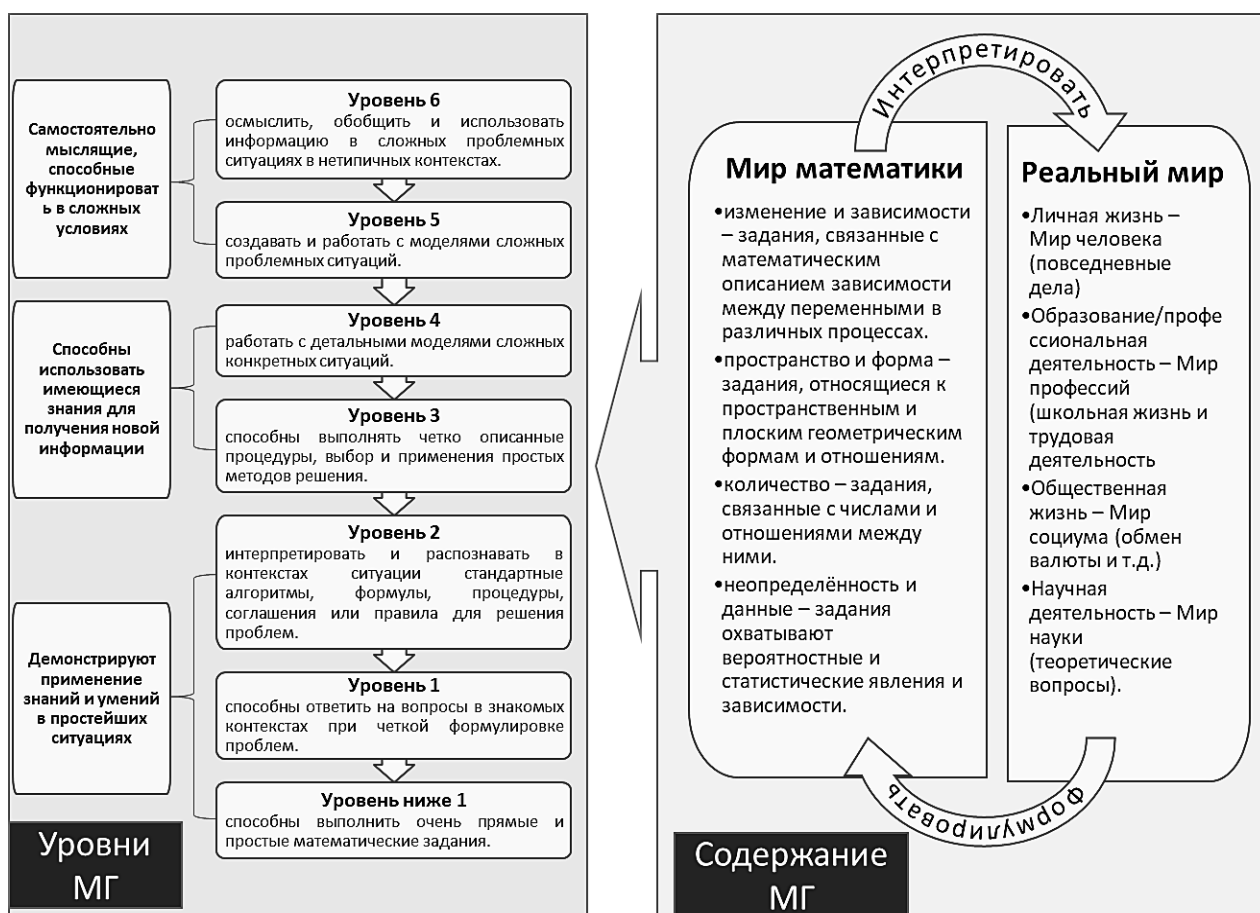 Самостоятельно
мыслящие,
способные
функционироват
ь в сложных
условиях
Уровень 6
осмыслить, обобщить и использовать
информацию в сложных проблемных
ситуациях в нетипичных контекстах.
Уровень 5
создавать и работать с моделями сложных
проблемных ситуаций.
Способны
использовать
имеющиеся
знания для
получения новой
информации
Уровень 4
работать с детальными моделями сложных
конкретных ситуаций.
Уровень 3
способны выполнять четко описанные
процедуры, выбор и применения простых
методов решения.
Демонстрируют
применение
знаний и умений
в простейших
ситуациях
Уровень 2
интерпретировать и распознавать в
контекстах ситуации стандартные
алгоритмы, формулы, процедуры,
соглашения или правила для решения
проблем.
Уровень 1
способны ответить на вопросы в знакомых
контекстах при четкой формулировке
проблем.
Уровень ниже 1
способны выполнить очень прямые и
простые математические задания.
Уровни
МГ
Интерпретировать
Мир математики
•изменение и зависимости
– задания, связанные с
математическим
описанием зависимости
между переменными в
различных процессах.
•пространство и форма –
задания, относящиеся к
пространственным и
плоским геометрическим
формам и отношениям.
•количество – задания,
связанные с числами и
отношениями между
ними.
•неопределённость и
данные – задания
охватывают
вероятностные и
статистические явления и
зависимости.
Реальный мир
•Личная жизнь –
Мир человека
(повседневные
дела)
•Образование/профе
ссиональная
деятельность – Мир
профессий
(школьная жизнь и
трудовая
деятельность
•Общественная
жизнь – Мир
социума (обмен
валюты и т.д.)
•Научная
деятельность – Мир
науки
(теоретические
вопросы).
Формулировать
Содержание
МГ